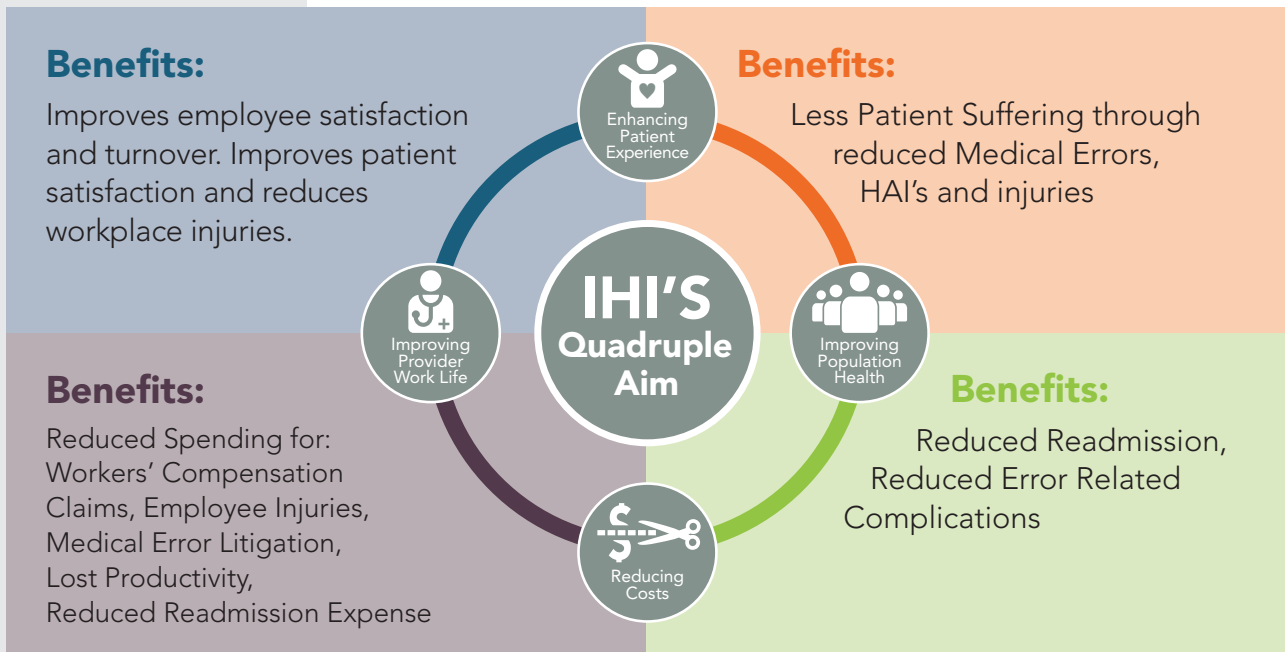 Benefits:
Improves employee satisfaction
and turnover. Improves patient
satisfaction and reduces
workplace injuries.
Enhancing
Patient
Experience
Benefits:
Less Patient Suffering through
reduced Medical Errors,
HAI's and injuries
Improving
Provider
Work Life
IHI'S
Quadruple
Aim
Improving
Population
Health
Benefits:
Reduced Spending for:
Workers' Compensation
Claims, Employee Injuries,
Medical Error Litigation,
Lost Productivity,
Reduced Readmission Expense
$
Reducing
Costs
Benefits:
Reduced Readmission,
Reduced Error Related
Complications